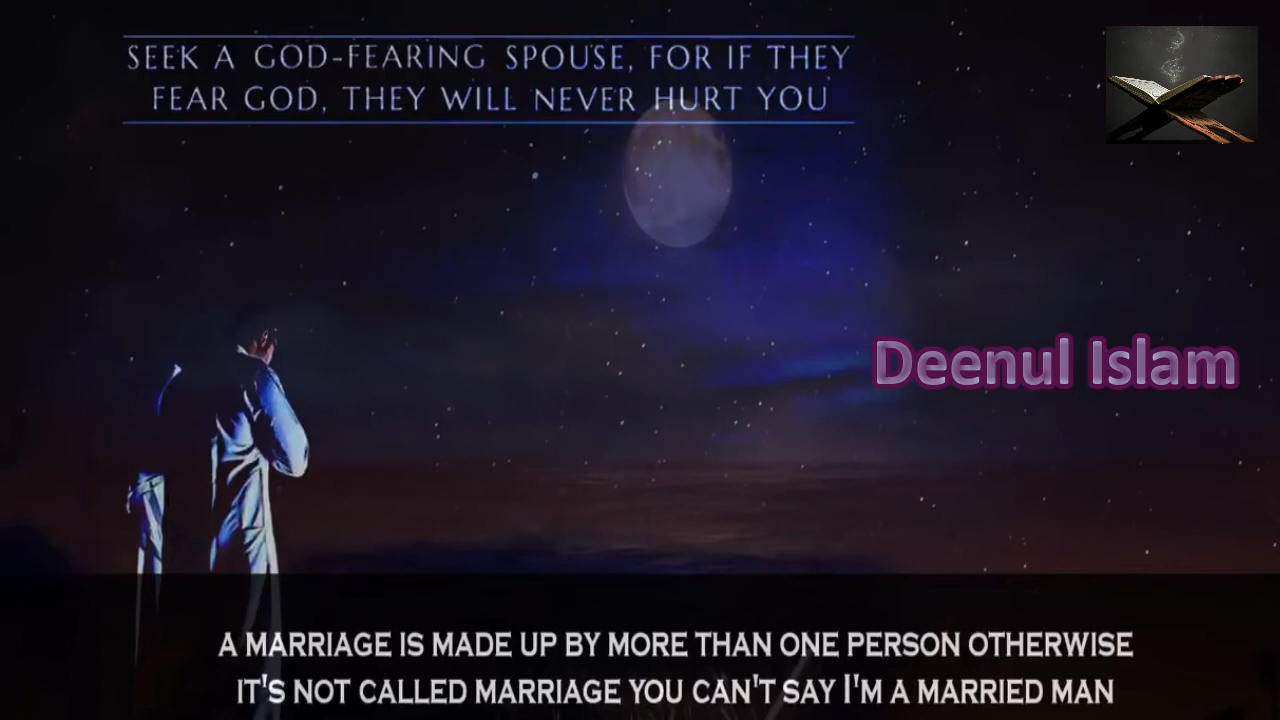 SEEK A GOD-FEARING SPOUSE, FOR IF THEY
FEAR GOD, THEY WILL NEVER HURT YOU
Deenul Islam
A MARRIAGE IS MADE UP BY MORE THAN ONE PERSON OTHERWISE
IT'S NOT CALLED MARRIAGE YOU CAN'T SAY I'M A MARRIED MAN